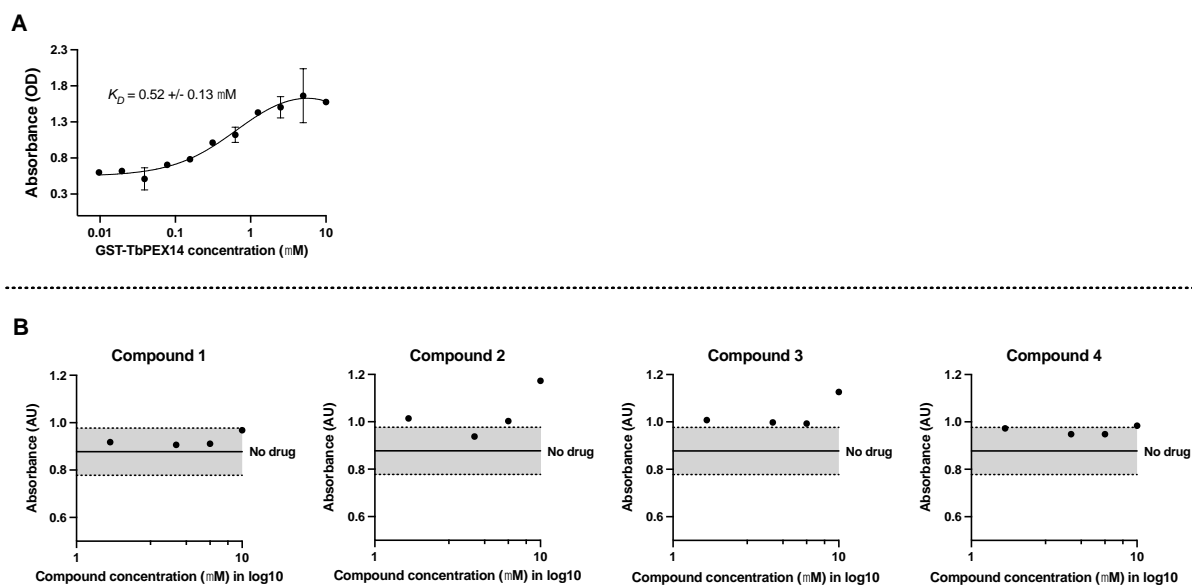 A
2.3
1.8
1.3
0.8
0.3
Absorbance (OD)
K_D = 0.52 +/- 0.13 mM
0.01 0.1 1 10
GST-TbPEX14 concentration (mM)
B
Compound 1
1.2
1.0
0.8
0.6
Absorbance (AU)
No drug
1 10
Compound concentration (mM) in log10
Compound 2
1.2
1.0
0.8
0.6
Absorbance (AU)
No drug
1 10
Compound concentration (mM) in log10
Compound 3
1.2
1.0
0.8
0.6
Absorbance (AU)
No drug
1 10
Compound concentration (mM) in log10
Compound 4
1.2
1.0
0.8
0.6
Absorbance (AU)
No drug
1 10
Compound concentration (mM) in log10